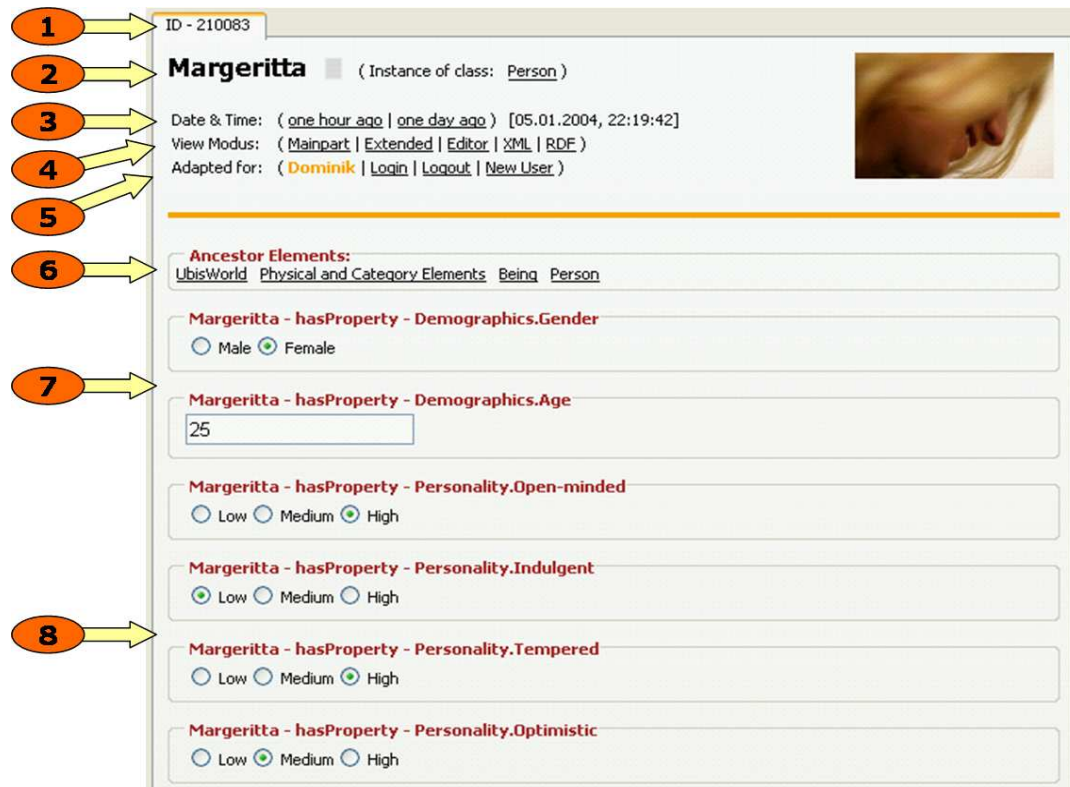 1
ID - 210083
2
Margeritta ( Instance of class: Person )
3
Date & Time: ( one hour ago | one day ago ) [05.01.2004, 22:19:42]
4
View Modus: ( Mainpart | Extended | Editor | XML | RDF )
5
Adapted for: ( Dominik | Login | Logout | New User )
6
Ancestor Elements:
UbisWorld Physical and Category Elements Being Person
Margeritta - hasProperty - Demographics.Gender
Male Female
7
Margeritta - hasProperty - Demographics.Age
25
Margeritta - hasProperty - Personality.Open-minded
Low Medium High
Margeritta - hasProperty - Personality.Indulgent
Low Medium High
8
Margeritta - hasProperty - Personality.Tempered
Low Medium High
Margeritta - hasProperty - Personality.Optimistic
Low Medium High